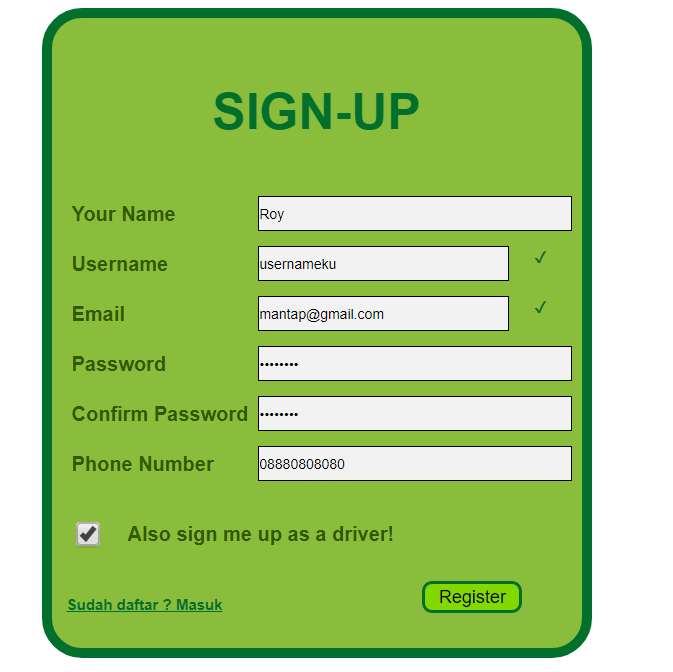 SIGN-UP
Your Name Roy
Username usernameku ✓
Email mantap@gmail.com ✓
Password ••••••••
Confirm Password ••••••••
Phone Number 08880808080
Also sign me up as a driver!
Sudah daftar ? Masuk Register